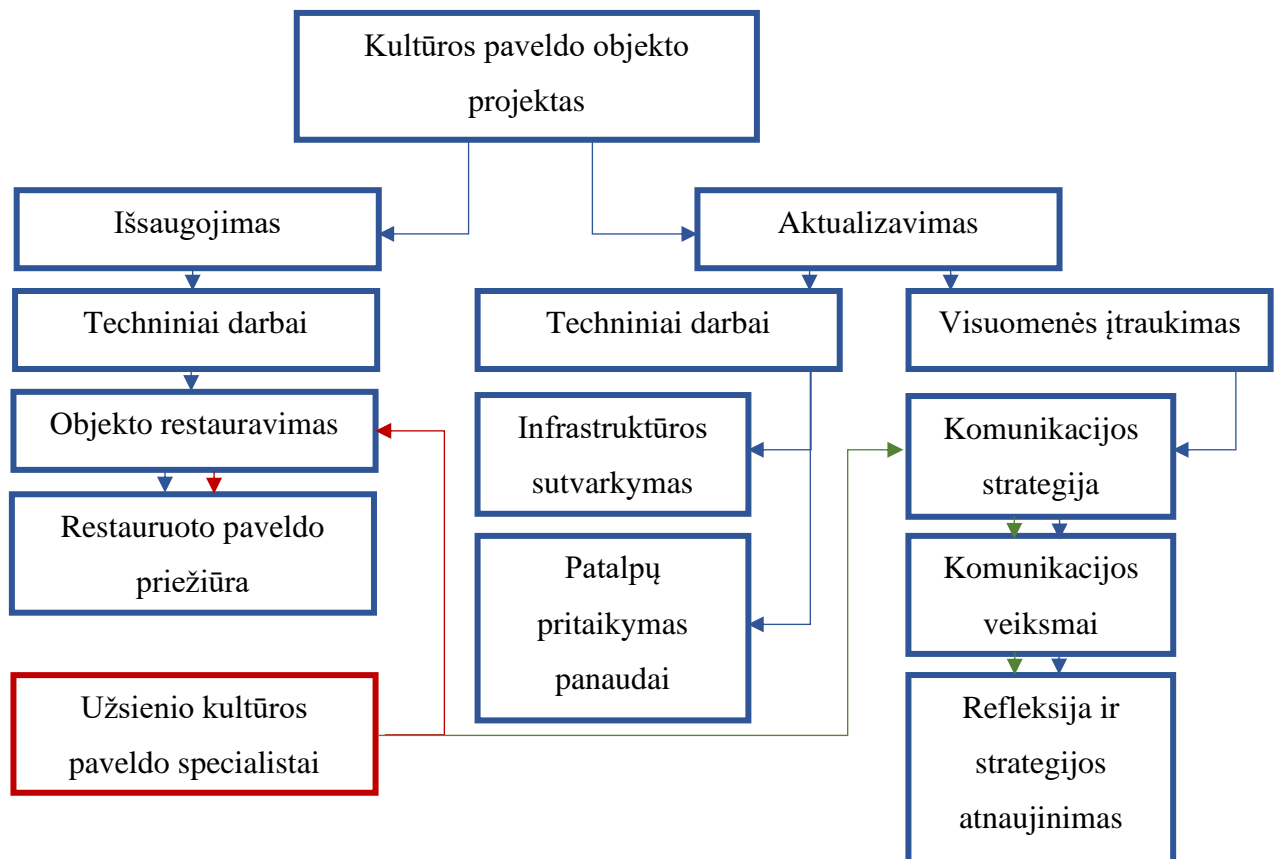 Kultūros paveldo objekto
projektas
Išsaugojimas
Aktualizavimas
Techniniai darbai
Techniniai darbai
Visuomenės įtraukimas
Objekto restauravimas
Infrastruktūros
sutvarkymas
Komunikacijos
strategija
Restauruoto paveldo
priežiūra
Patalpų
pritaikymas
panaudai
Komunikacijos
veiksmai
Užsienio kultūros
paveldo specialistai
Refleksija ir
strategijos
atnaujinimas